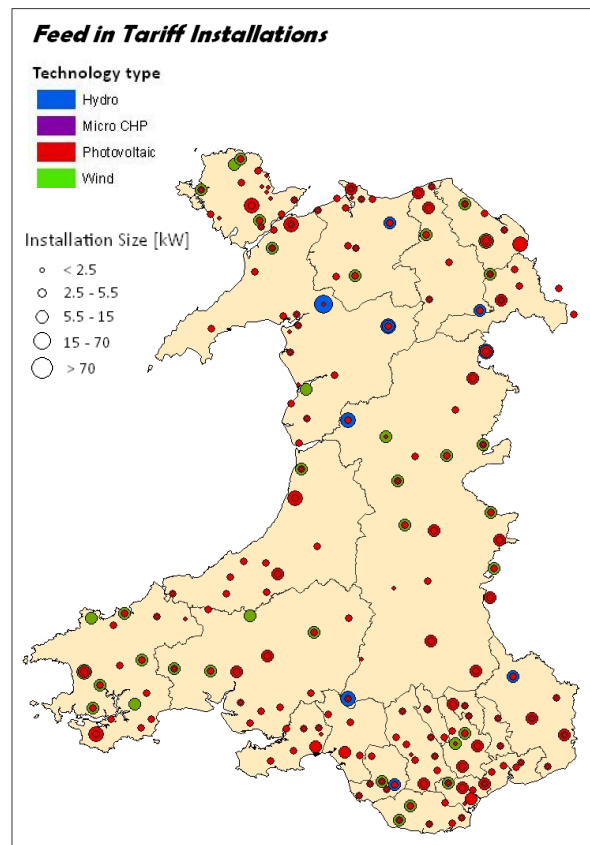 Feed in Tariff Installations
Technology type
Hydro
Micro CHP
Photovoltaic
Wind
Installation Size [kW]
< 2.5
2.5 - 5.5
5.5 - 15
15 - 70
> 70